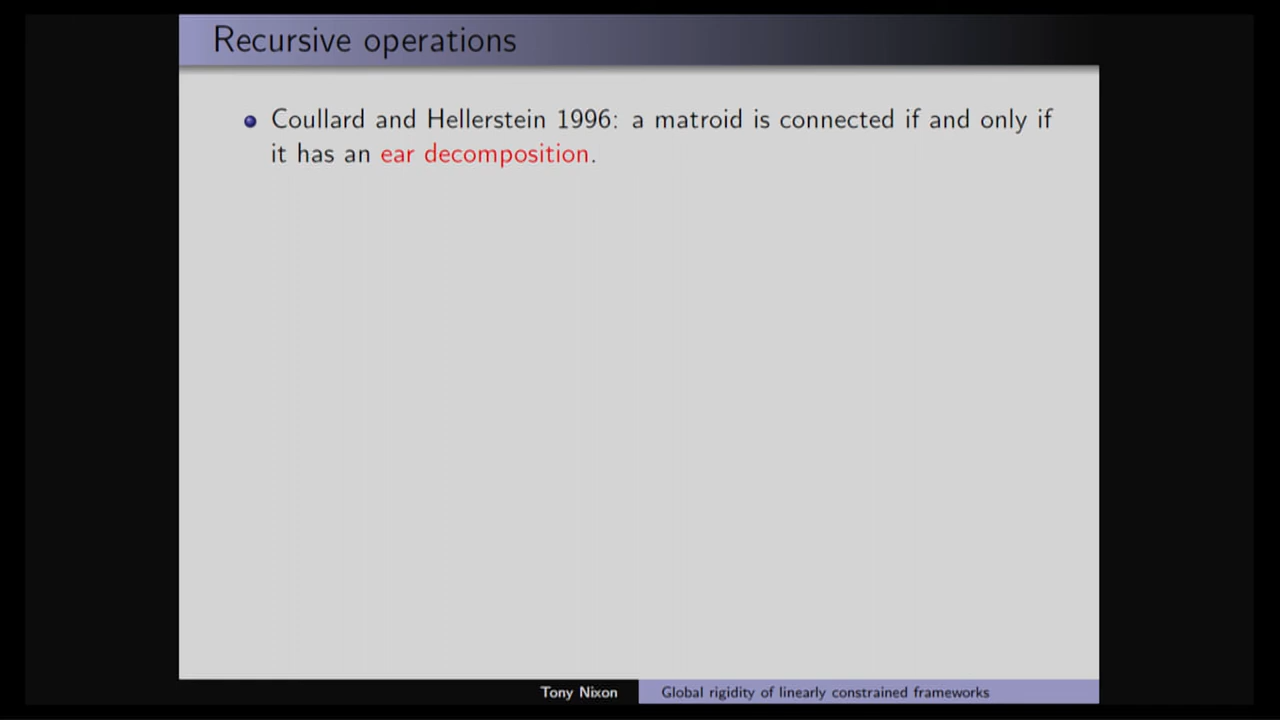 Recursive operations
Coullard and Hellerstein 1996: a matroid is connected if and only if
it has an ear decomposition.
Tony Nixon
Global rigidity of linearly constrained frameworks